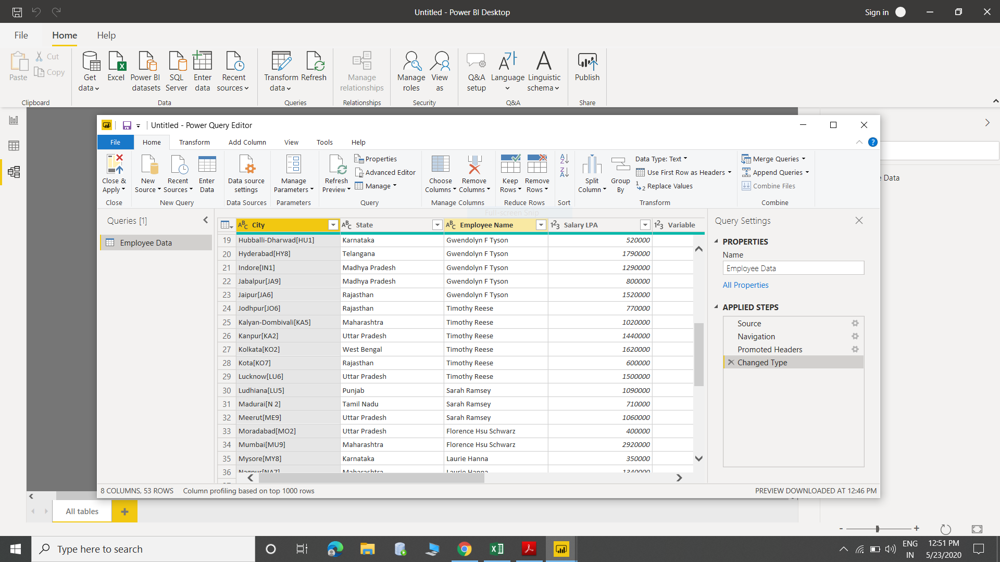 Untitled - Power BI Desktop
Sign in
File
Home
Help
Paste
Cut
Copy
Clipboard
Get data
Excel
Power BI datasets
SQL Server
Enter data
Recent sources
Data
Transform data
Refresh
Queries
Manage relationships
Relationships
Manage roles
View as
Security
Q&A setup
Language
Linguistic schema
Q&A
Publish
Share
Untitled - Power Query Editor
File
Home
Transform
Add Column
View
Tools
Help
Close & Apply
Close
New Source
Recent Sources
Enter Data
New Query
Data source settings
Data Sources
Manage Parameters
Parameters
Refresh Preview
Properties
Advanced Editor
Manage
Query
Choose Columns
Remove Columns
Manage Columns
Keep Rows
Remove Rows
Reduce Rows
Sort
Split Column
Group By
Data Type: Text
Use First Row as Headers
Replace Values
Transform
Merge Queries
Append Queries
Combine Files
Combine
e Data
Full-screen Snip
Queries [1]
Employee Data
City State Employee Name Salary LPA Variable
19 Hubballi-Dharwad[HU1] Karnataka Gwendolyn F Tyson 520000
20 Hyderabad[HY8] Telangana Gwendolyn F Tyson 1790000
21 Indore[IN1] Madhya Pradesh Gwendolyn F Tyson 1290000
22 Jabalpur[JA9] Madhya Pradesh Gwendolyn F Tyson 800000
23 Jaipur[JA6] Rajasthan Gwendolyn F Tyson 1520000
24 Jodhpur[JO6] Rajasthan Timothy Reese 770000
25 Kalyan-Dombivali[KA5] Maharashtra Timothy Reese 1020000
26 Kanpur[KA2] Uttar Pradesh Timothy Reese 1440000
27 Kolkata[KO2] West Bengal Timothy Reese 1620000
28 Kota[KO7] Rajasthan Timothy Reese 600000
29 Lucknow[LU6] Uttar Pradesh Timothy Reese 1500000
30 Ludhiana[LU5] Punjab Sarah Ramsey 1090000
31 Madurai[N 2] Tamil Nadu Sarah Ramsey 710000
32 Meerut[ME9] Uttar Pradesh Sarah Ramsey 1060000
33 Moradabad[MO2] Uttar Pradesh Florence Hsu Schwarz 400000
34 Mumbai[MU9] Maharashtra Florence Hsu Schwarz 2920000
35 Mysore[MY8] Karnataka Laurie Hanna 350000
36 Nagpur[NA7] Maharashtra Laurie Hanna 1340000
Query Settings
PROPERTIES
Name
Employee Data
All Properties
APPLIED STEPS
Source
Navigation
Promoted Headers
Changed Type
8 COLUMNS, 53 ROWS Column profiling based on top 1000 rows
PREVIEW DOWNLOADED AT 12:46 PM
All tables
Type here to search
ENG
IN
12:51 PM
5/23/2020